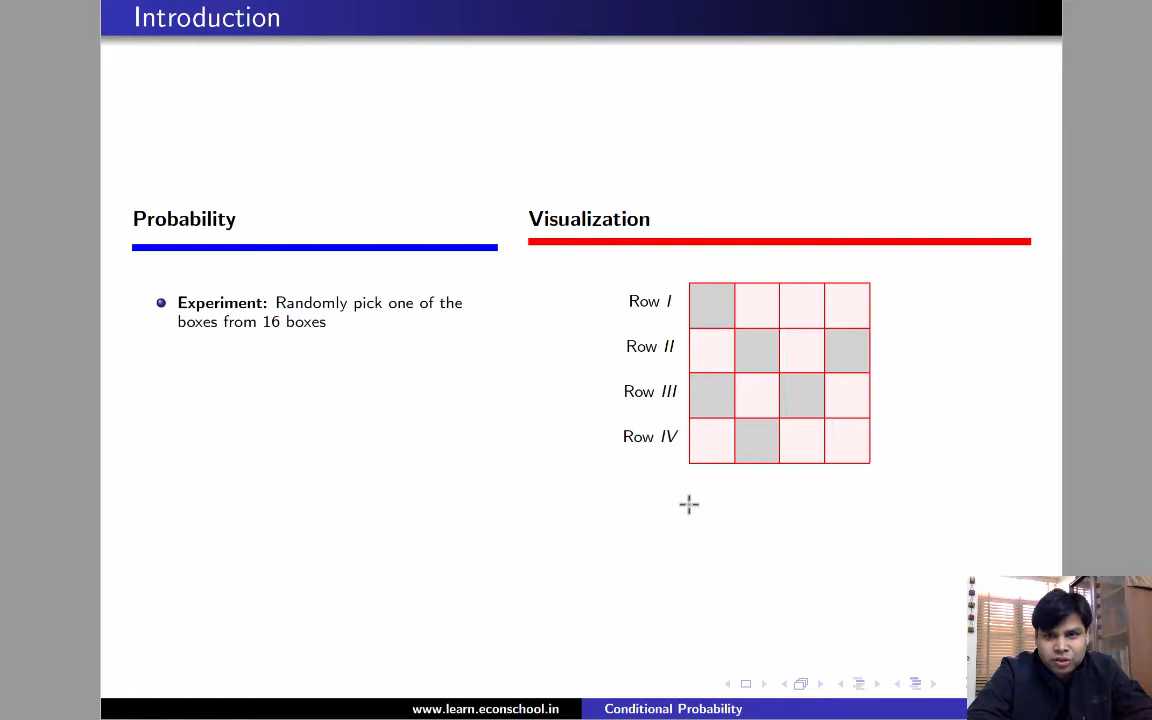 Introduction
Probability
Experiment: Randomly pick one of the
boxes from 16 boxes
Visualization
Row I
Row II
Row III
Row IV
www.learn.econschool.in
Conditional Probability